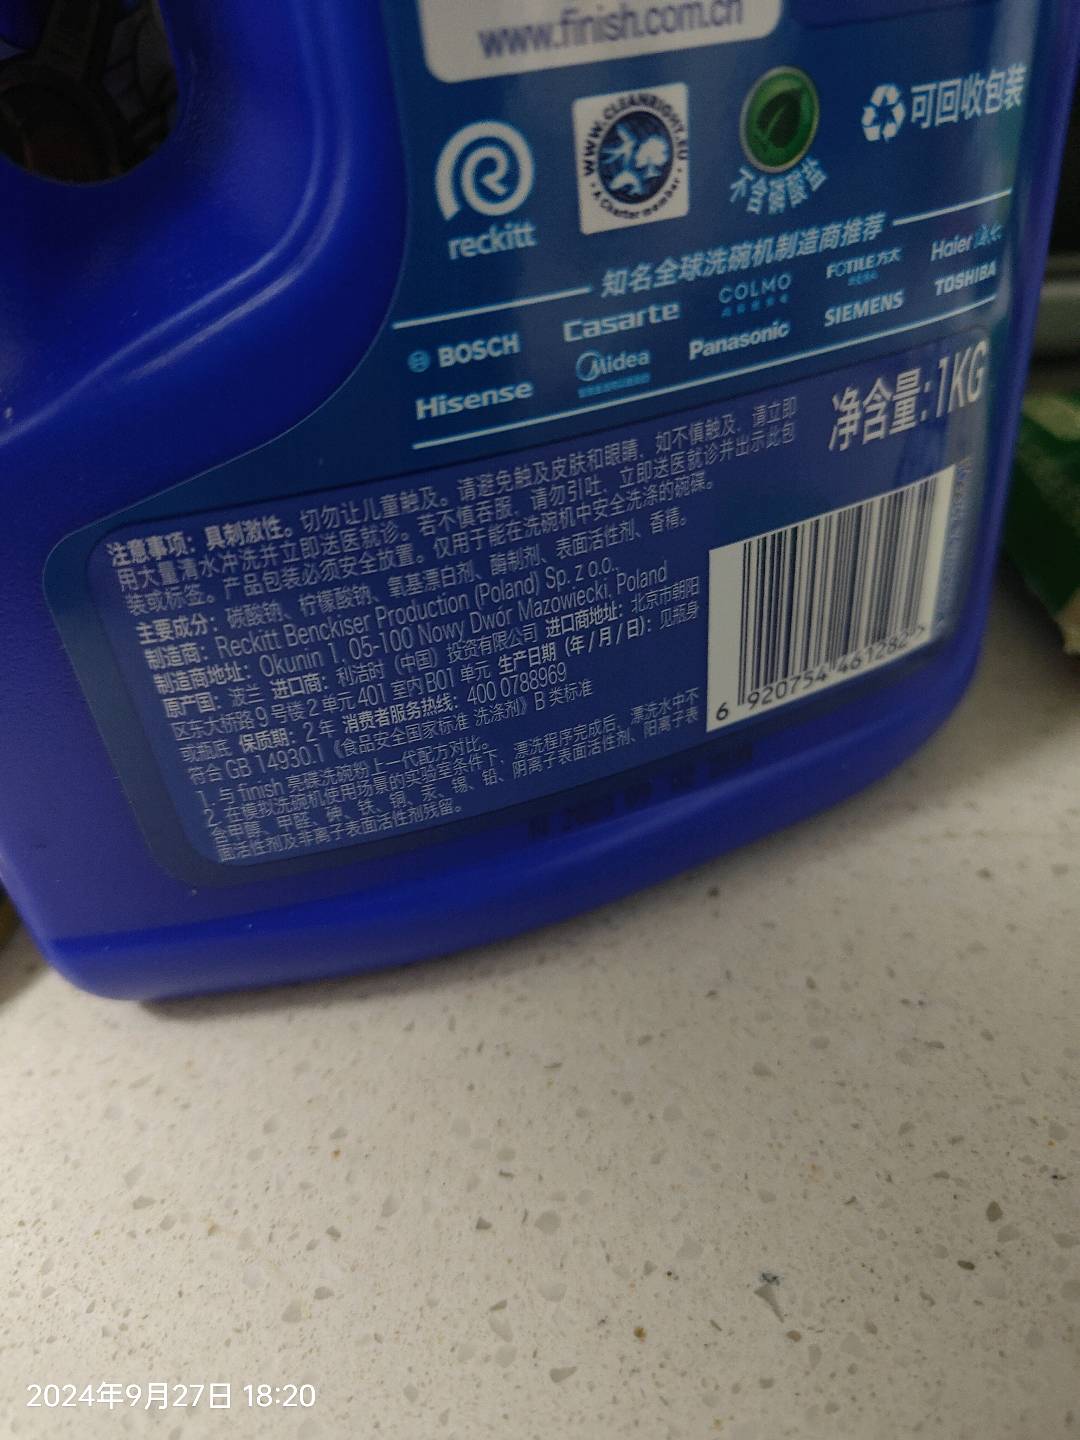 www.finish.com.cn
reckitt
WWW.CLEANRIGHT.EU
A Charter member
不含磷酸盐
可回收包装
知名全球洗碗机制造商推荐
BOSCH Casarte COLMO FOTILE方太 Haier
Hisense Midea Panasonic SIEMENS TOSHIBA
净含量:1KG
注意事项：具刺激性。切勿让儿童触及。请避免触及皮肤和眼睛，如不慎触及，请立即
用大量清水冲洗并立即送医就诊。若不慎吞服，请勿引吐，立即送医就诊并出示此包
装或标签。产品包装必须安全放置。仅用于能在洗碗机中安全洗涤的碗碟。
主要成分：碳酸钠、柠檬酸钠、氧基漂白剂、酶制剂、表面活性剂、香精。
制造商：Reckitt Benckiser Production (Poland) Sp. z o.o.
制造商地址：Okunin 1, 05-100 Nowy Dwór Mazowiecki, Poland
原产国：波兰 进口商：利洁时（中国）投资有限公司 进口商地址：北京市朝阳
区东大桥路9号楼2单元401室内B01单元 生产日期（年/月/日）：见瓶身
或瓶底 保质期：2年 消费者服务热线：400 0788969
符合GB 14930.1《食品安全国家标准 洗涤剂》B类标准
1. 与finish亮碟洗碗粉上一代配方对比。
2. 在模拟洗碗机使用场景的实验室条件下，漂洗程序完成后，漂洗水中不
含甲醇、甲醛、砷、铁、铜、汞、锡、铅、阴离子表面活性剂、阳离子表
面活性剂及非离子表面活性剂残留。
6 920754 461282 >
2024年9月27日 18:20